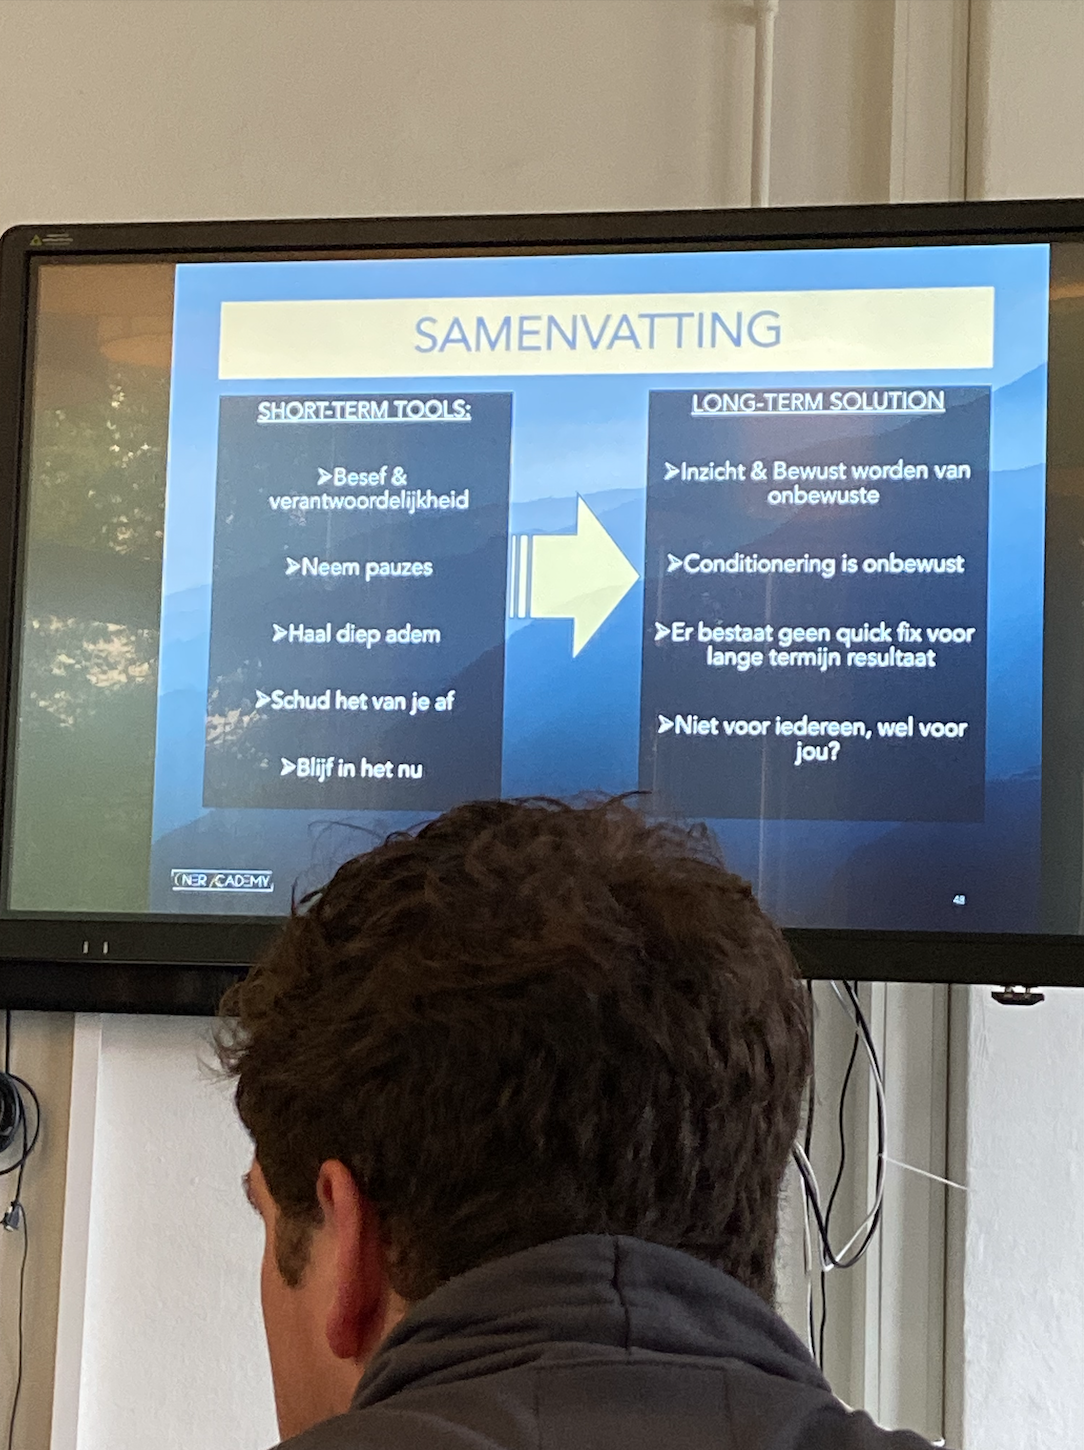 SAMENVATTING
SHORT-TERM TOOLS:
➢Besef &
verantwoordelijkheid
➢Neem pauzes
➢Haal diep adem
➢Schud het van je af
➢Blijf in het nu
LONG-TERM SOLUTION
➢Inzicht & Bewust worden van
onbewuste
➢Conditionering is onbewust
➢Er bestaat geen quick fix voor
lange termijn resultaat
➢Niet voor iedereen, wel voor
jou?
48